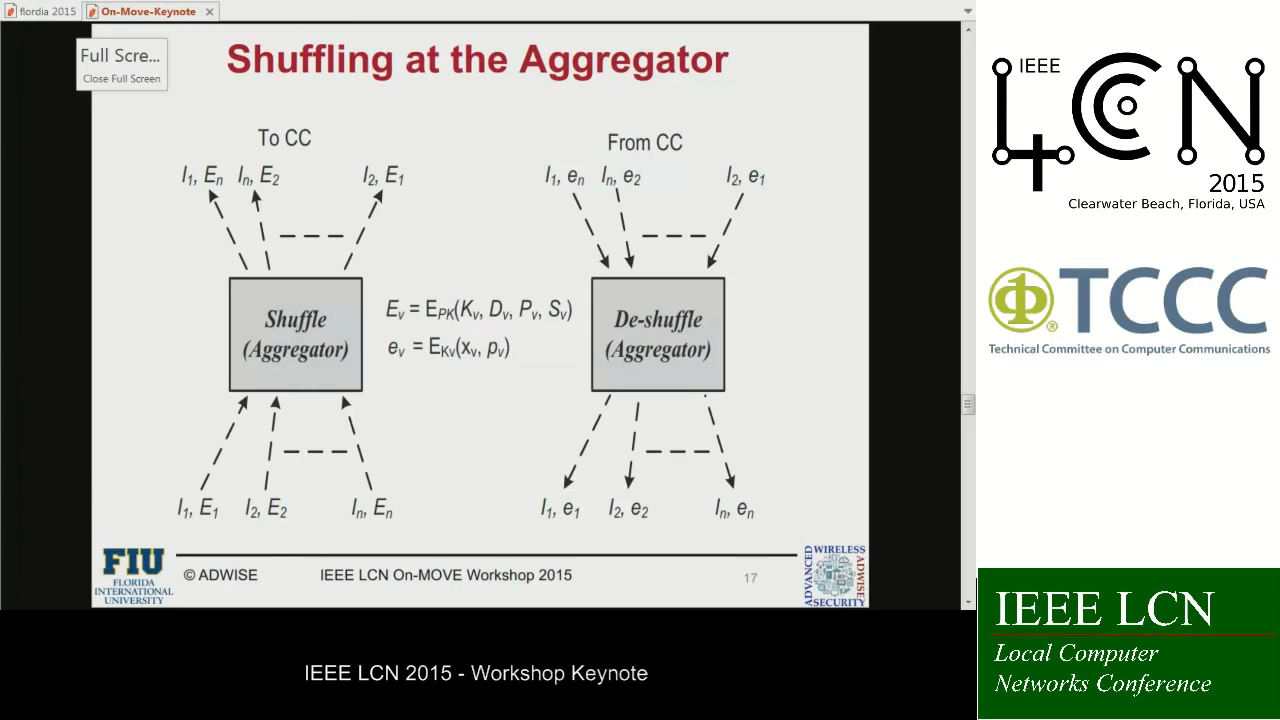 flordia 2015
On-Move-Keynote
Full Scre...
Close Full Screen
Shuffling at the Aggregator
To CC
From CC
I1, En In, E2 I2, E1
I1, en In, e2 I2, e1
Shuffle
(Aggregator)
Ev = EPK(Kv, Dv, Pv, Sv)
ev = EKv(xv, pv)
De-shuffle
(Aggregator)
I1, E1 I2, E2 In, En
I1, e1 I2, e2 In, en
FIU
FLORIDA
INTERNATIONAL
UNIVERSITY
© ADWISE
IEEE LCN On-MOVE Workshop 2015
17
ADVANCED
WIRELESS
ADWISE
SECURITY
IEEE LCN 2015 - Workshop Keynote
IEEE
LCN
2015
Clearwater Beach, Florida, USA
TCCC
Technical Committee on Computer Communications
IEEE LCN
Local Computer
Networks Conference